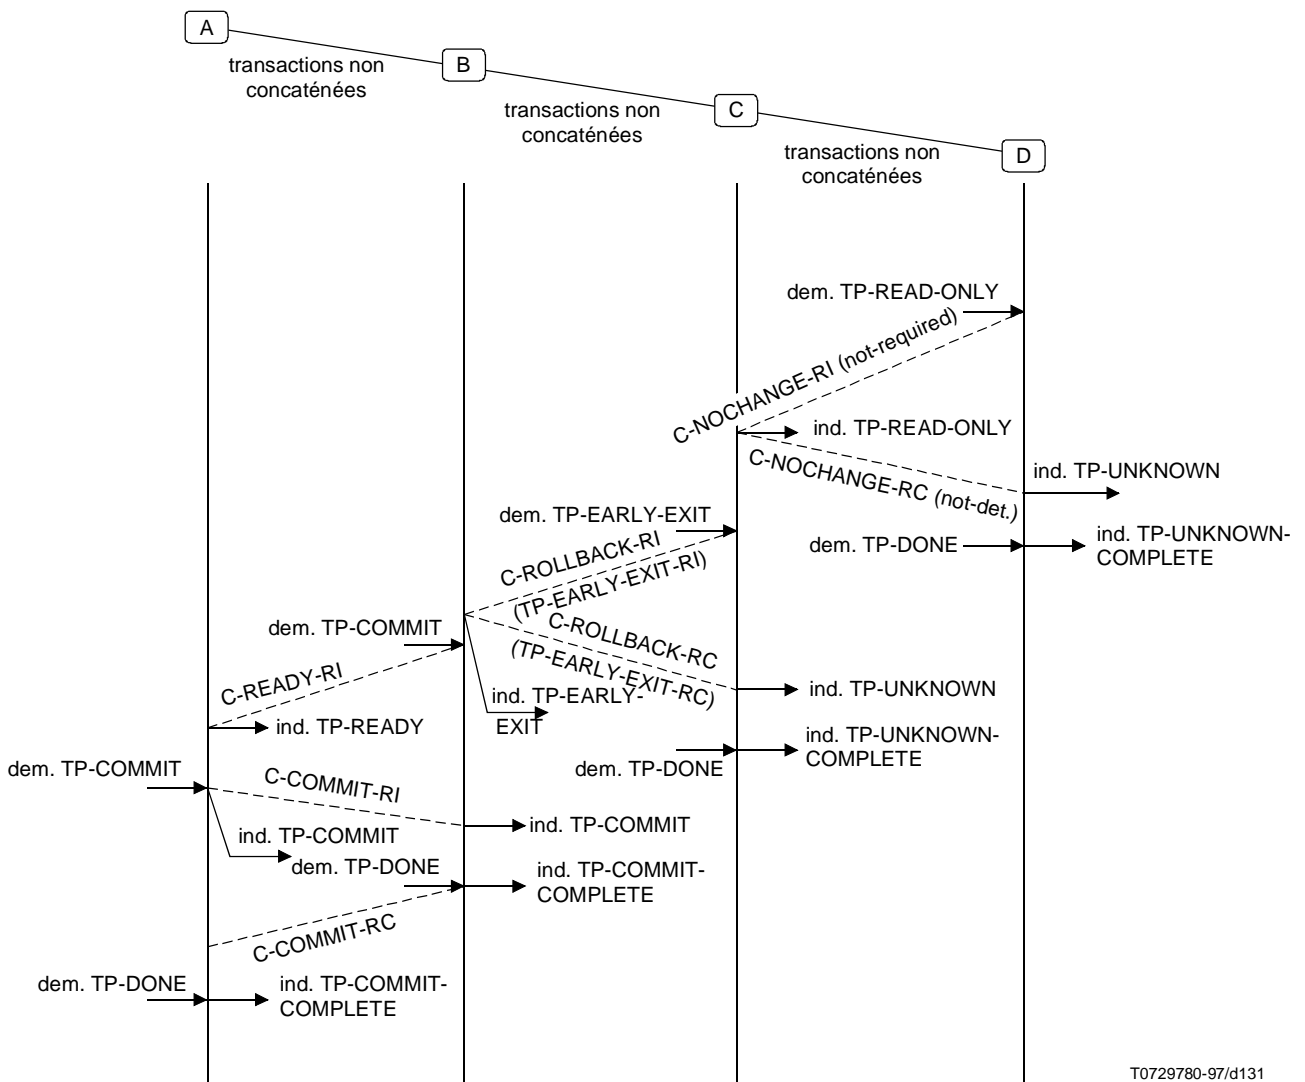 A
B
transactions non
concaténées
C
transactions non
concaténées
D
transactions non
concaténées
dem. TP-READ-ONLY
C-NOCHANGE-RI (not-required)
ind. TP-READ-ONLY
C-NOCHANGE-RC (not-det.)
ind. TP-UNKNOWN
dem. TP-EARLY-EXIT
dem. TP-DONE
ind. TP-UNKNOWN-
COMPLETE
C-ROLLBACK-RI
(TP-EARLY-EXIT-RI)
dem. TP-COMMIT
C-ROLLBACK-RC
(TP-EARLY-EXIT-RC)
C-READY-RI
ind. TP-EARLY-
EXIT
ind. TP-UNKNOWN
ind. TP-READY
dem. TP-DONE
ind. TP-UNKNOWN-
COMPLETE
dem. TP-COMMIT
C-COMMIT-RI
ind. TP-COMMIT
ind. TP-COMMIT
dem. TP-DONE
ind. TP-COMMIT-
COMPLETE
C-COMMIT-RC
dem. TP-DONE
ind. TP-COMMIT-
COMPLETE
T0729780-97/d131